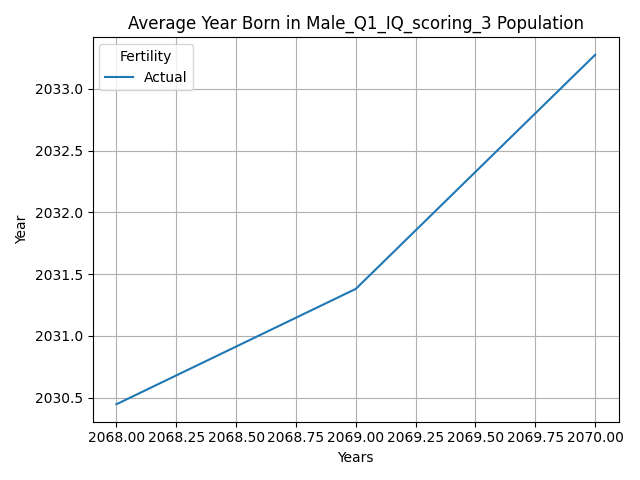 Average Year Born in Male_Q1_IQ_scoring_3 Population
Fertility
Actual
2033.0
2032.5
2032.0
2031.5
2031.0
2030.5
Year
2068.00 2068.25 2068.50 2068.75 2069.00 2069.25 2069.50 2069.75 2070.00
Years